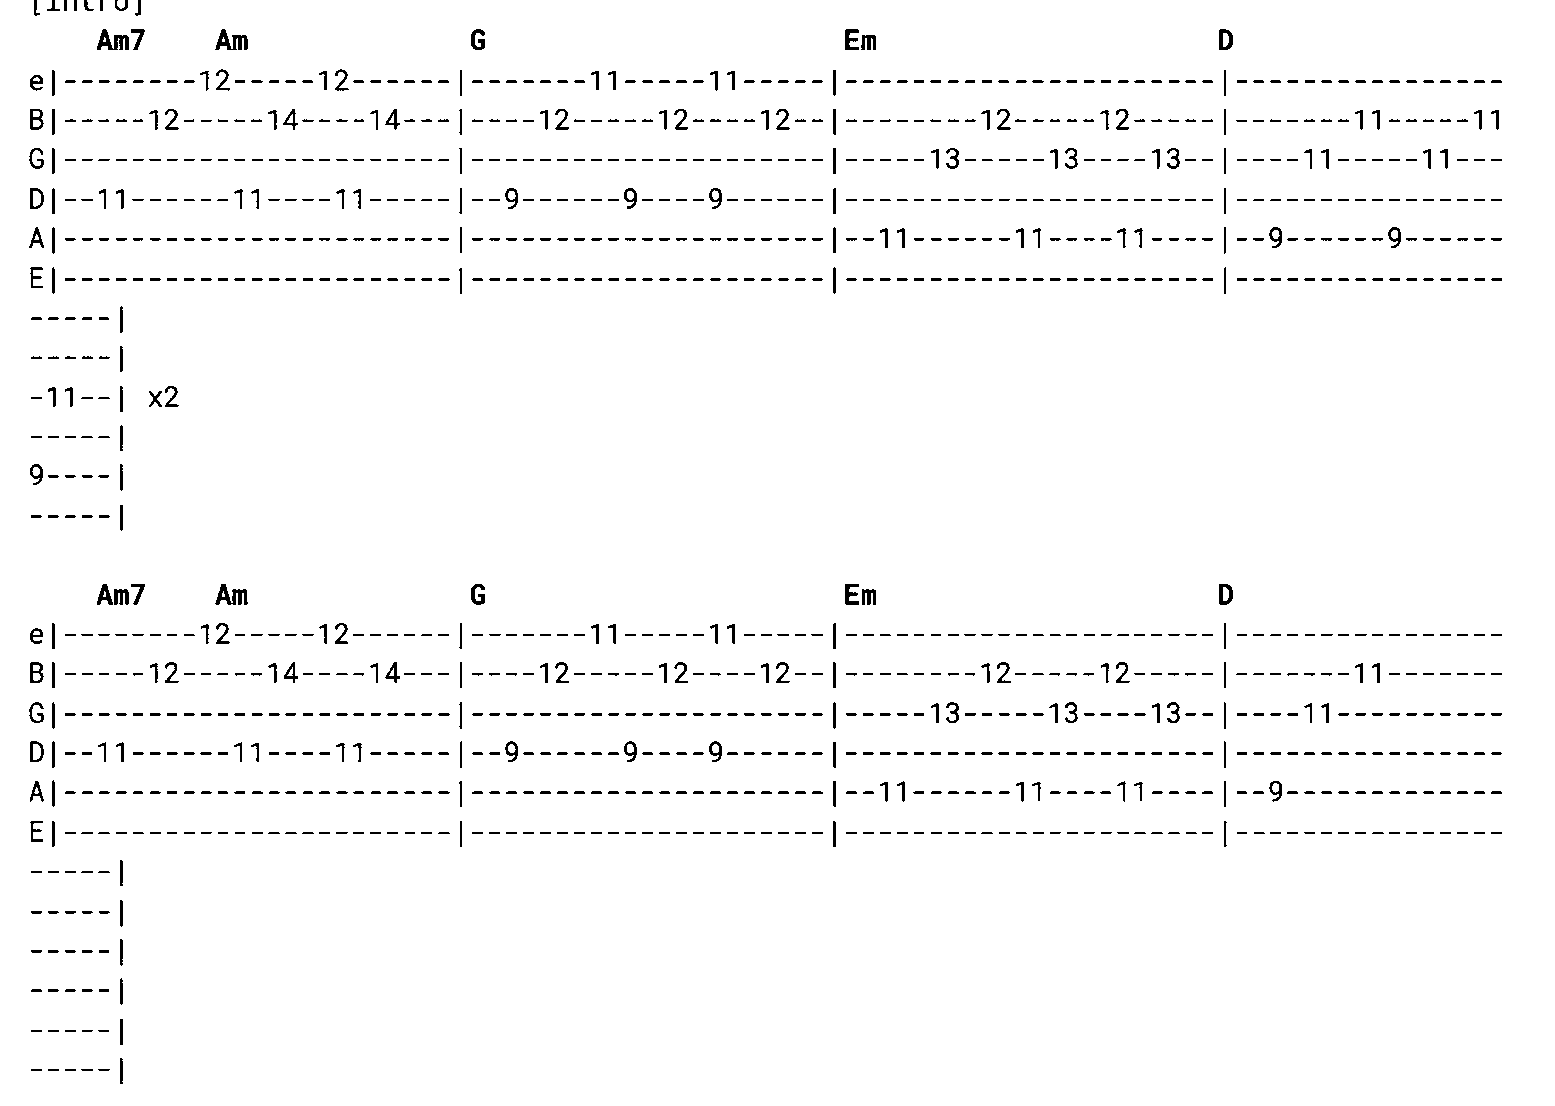 [Intro]
    Am7    Am             G                     Em                    D
e|--------12-----12------|-------11-----11-----|----------------------|----------------
B|-----12-----14----14---|----12-----12----12--|--------12-----12-----|-------11-----11
G|-----------------------|---------------------|-----13-----13----13--|----11-----11---
D|--11------11----11-----|--9------9----9------|----------------------|----------------
A|-----------------------|---------------------|--11------11----11----|--9------9------
E|-----------------------|---------------------|----------------------|----------------
-----|
-----|
-11--| x2
-----|
9----|
-----|
    Am7    Am             G                     Em                    D
e|--------12-----12------|-------11-----11-----|----------------------|----------------
B|-----12-----14----14---|----12-----12----12--|--------12-----12-----|-------11-------
G|-----------------------|---------------------|-----13-----13----13--|----11----------
D|--11------11----11-----|--9------9----9------|----------------------|----------------
A|-----------------------|---------------------|--11------11----11----|--9-------------
E|-----------------------|---------------------|----------------------|----------------
-----|
-----|
-----|
-----|
-----|
-----|